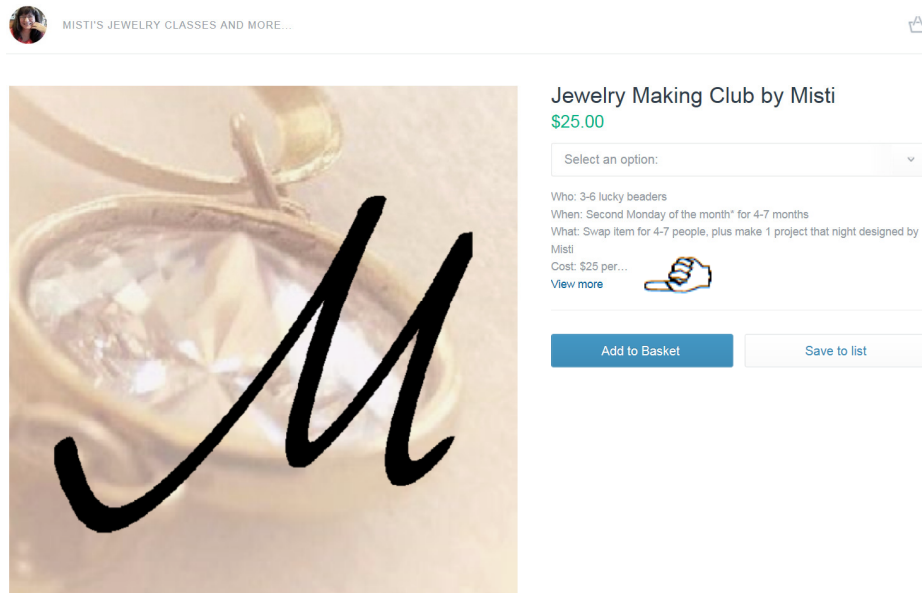 MISTI'S JEWELRY CLASSES AND MORE...
M
Jewelry Making Club by Misti
$25.00
Select an option:
Who: 3-6 lucky beaders
When: Second Monday of the month* for 4-7 months
What: Swap item for 4-7 people, plus make 1 project that night designed by
Misti
Cost: $25 per...
View more
Add to Basket
Save to list